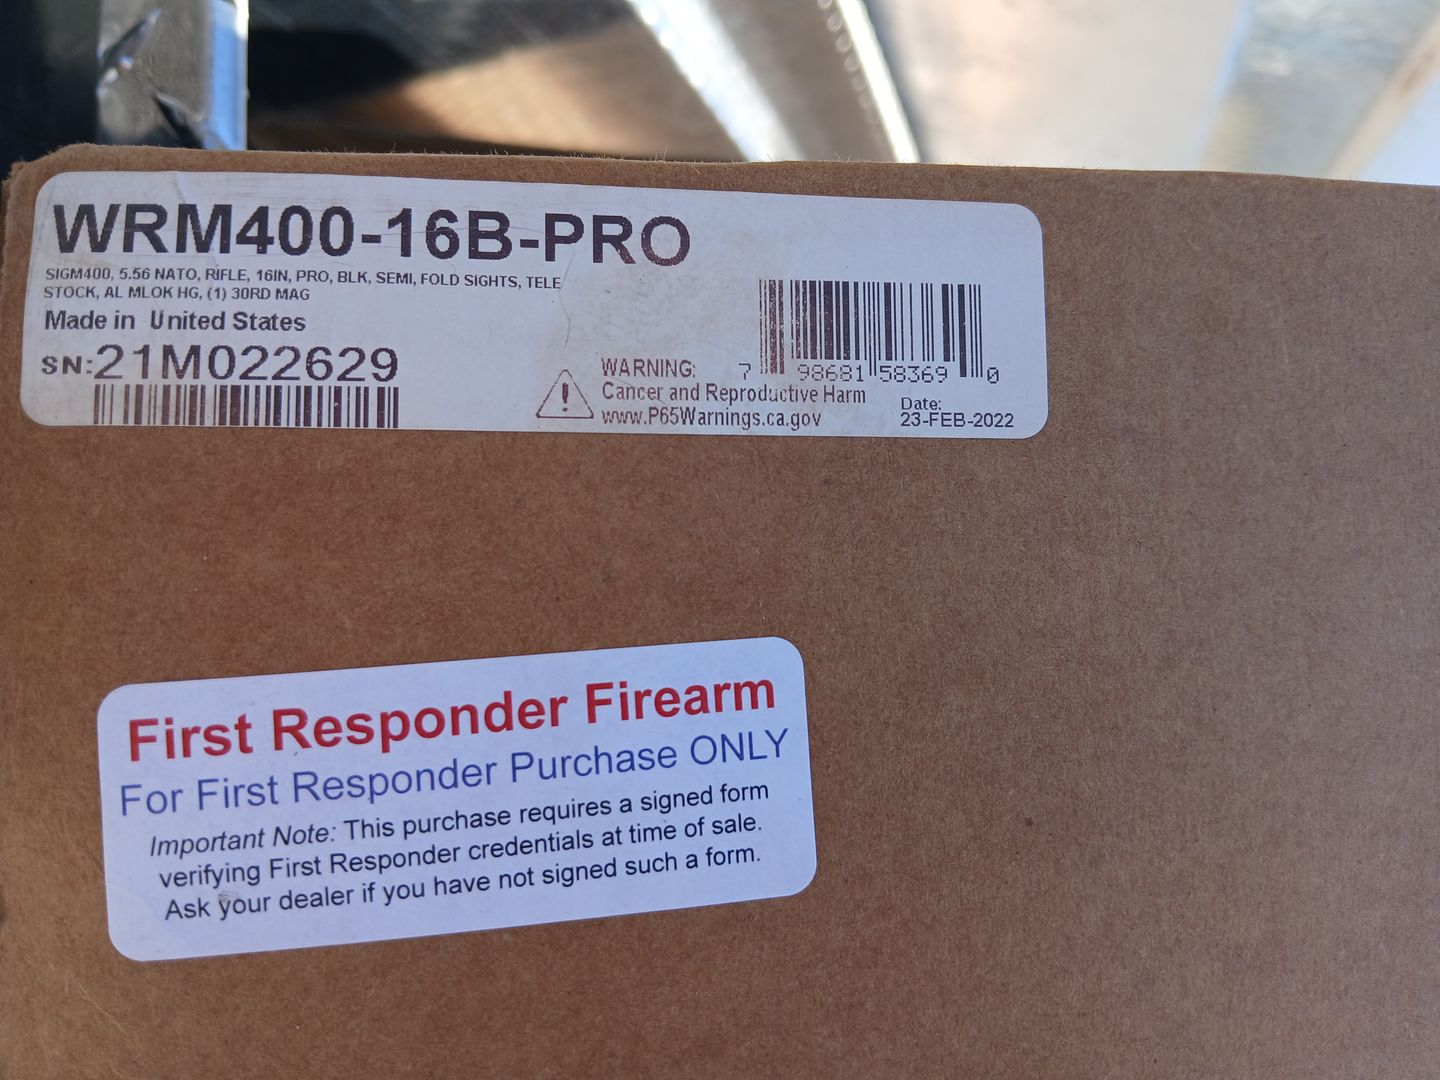 WRM400-16B-PRO
SIGM400, 5.56 NATO, RIFLE, 16IN, PRO, BLK, SEMI, FOLD SIGHTS, TELE
STOCK, AL MLOK HG, (1) 30RD MAG
Made in United States
SN:21M022629
WARNING:
Cancer and Reproductive Harm
www.P65Warnings.ca.gov
7 98681 58369 0
Date:
23-FEB-2022
First Responder Firearm
For First Responder Purchase ONLY
Important Note: This purchase requires a signed form
verifying First Responder credentials at time of sale.
Ask your dealer if you have not signed such a form.